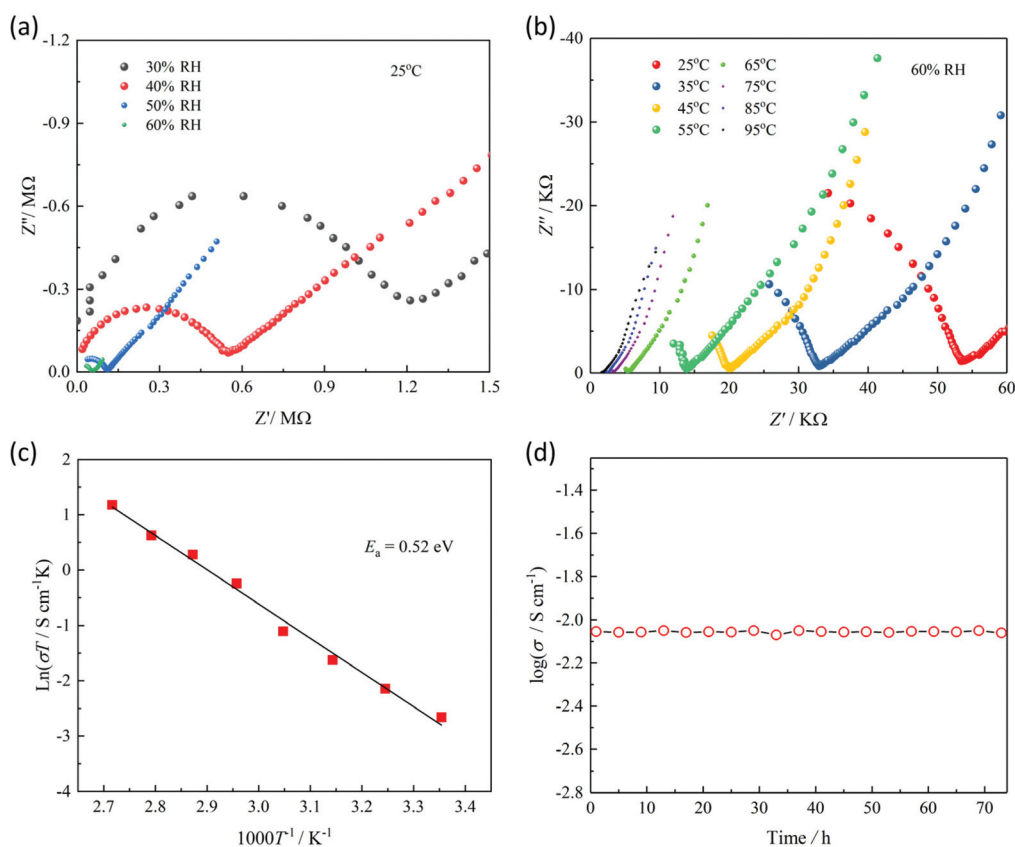 (a)
-1.2
-0.9
-0.6
-0.3
0.0
Z''/ MΩ
30% RH
40% RH
50% RH
60% RH
25°C
0.0 0.3 0.6 0.9 1.2 1.5
Z'/ MΩ
(b)
-40
-30
-20
-10
0
Z''/ KΩ
25°C 65°C
35°C 75°C
45°C 85°C
55°C 95°C
60% RH
0 10 20 30 40 50 60
Z'/ KΩ
(c)
2
1
0
-1
-2
-3
-4
Ln(σT / S cm⁻¹K)
Eₐ = 0.52 eV
2.7 2.8 2.9 3.0 3.1 3.2 3.3 3.4
1000T⁻¹ / K⁻¹
(d)
-1.4
-1.6
-1.8
-2.0
-2.2
-2.4
-2.6
-2.8
log(σ / S cm⁻¹)
0 10 20 30 40 50 60 70
Time / h